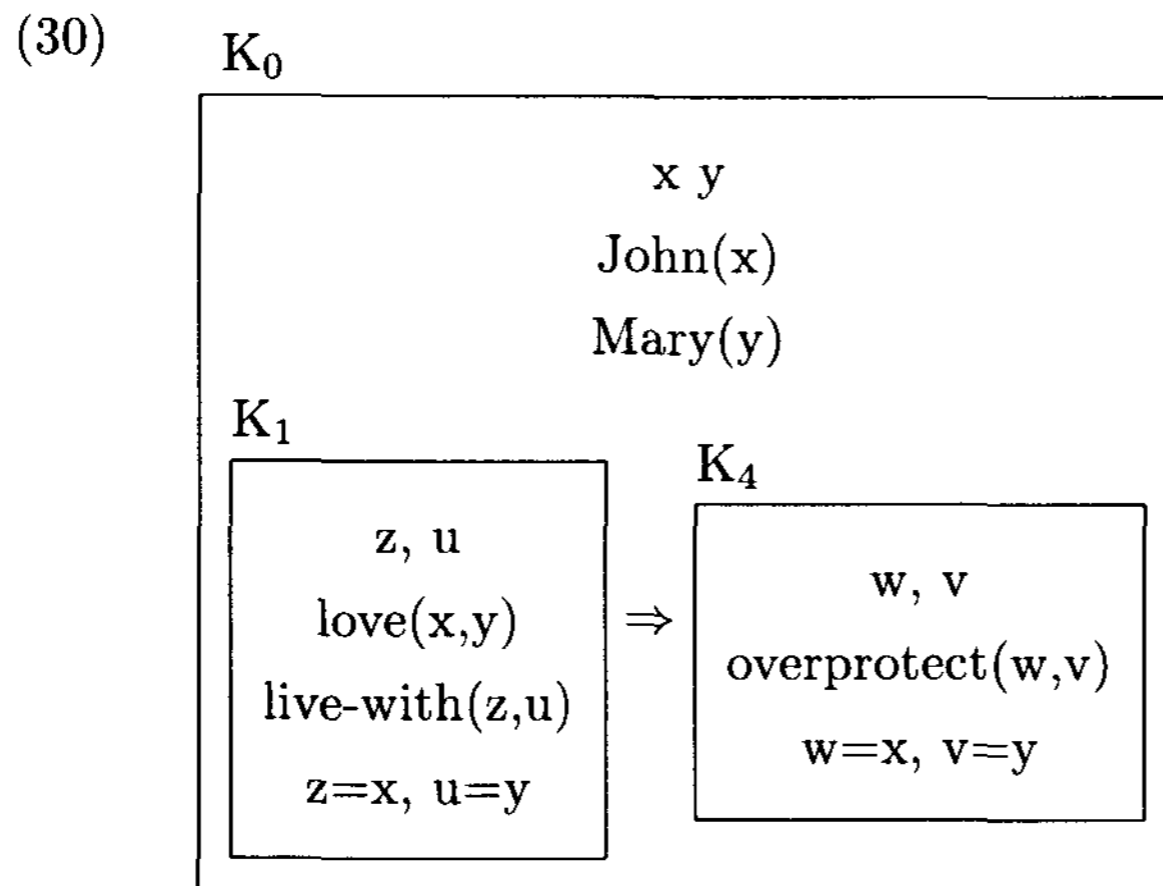 (30)
K₀
x y
John(x)
Mary(y)
K₁
z, u
love(x,y)
live-with(z,u)
z=x, u=y
⇒
K₄
w, v
overprotect(w,v)
w=x, v=y